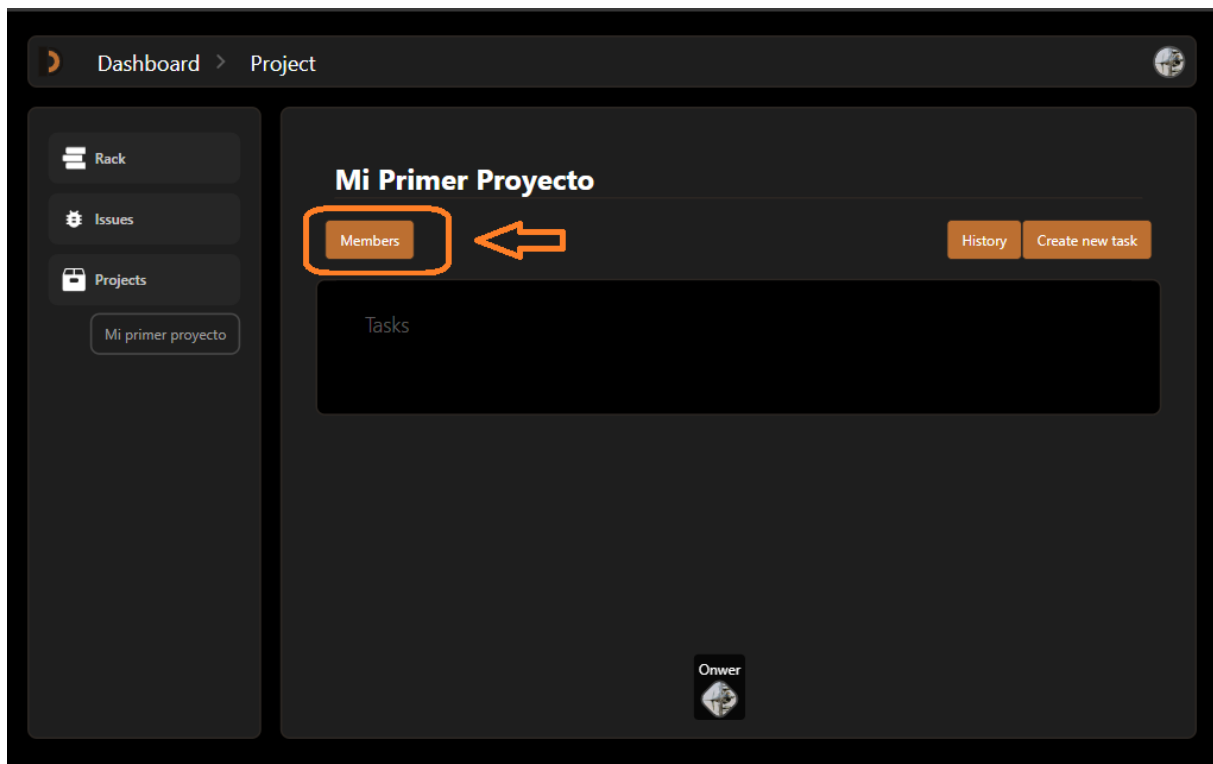 Dashboard > Project
Rack
Issues
Projects
Mi primer proyecto
Mi Primer Proyecto
Members
History
Create new task
Tasks
Onwer